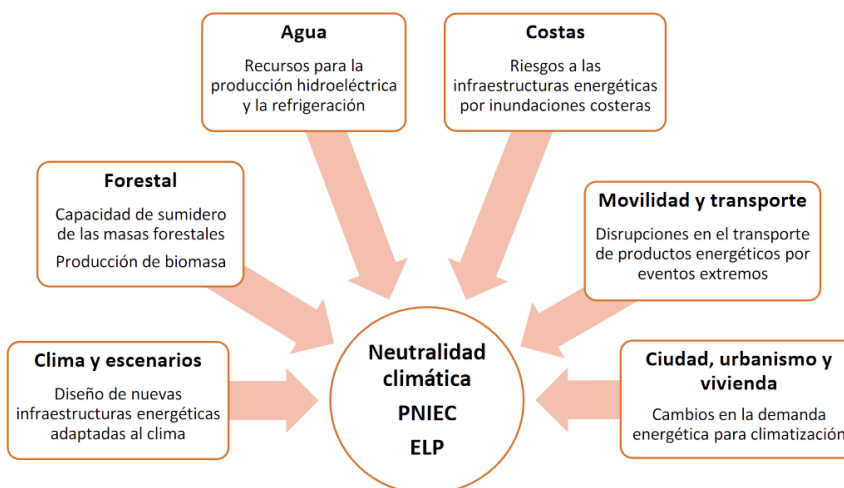 Agua
Recursos para la
producción hidroeléctrica
y la refrigeración
Costas
Riesgos a las
infraestructuras energéticas
por inundaciones costeras
Forestal
Capacidad de sumidero
de las masas forestales
Producción de biomasa
Movilidad y transporte
Disrupciones en el transporte
de productos energéticos por
eventos extremos
Clima y escenarios
Diseño de nuevas
infraestructuras energéticas
adaptadas al clima
Neutralidad
climática
PNIEC
ELP
Ciudad, urbanismo y
vivienda
Cambios en la demanda
energética para climatización